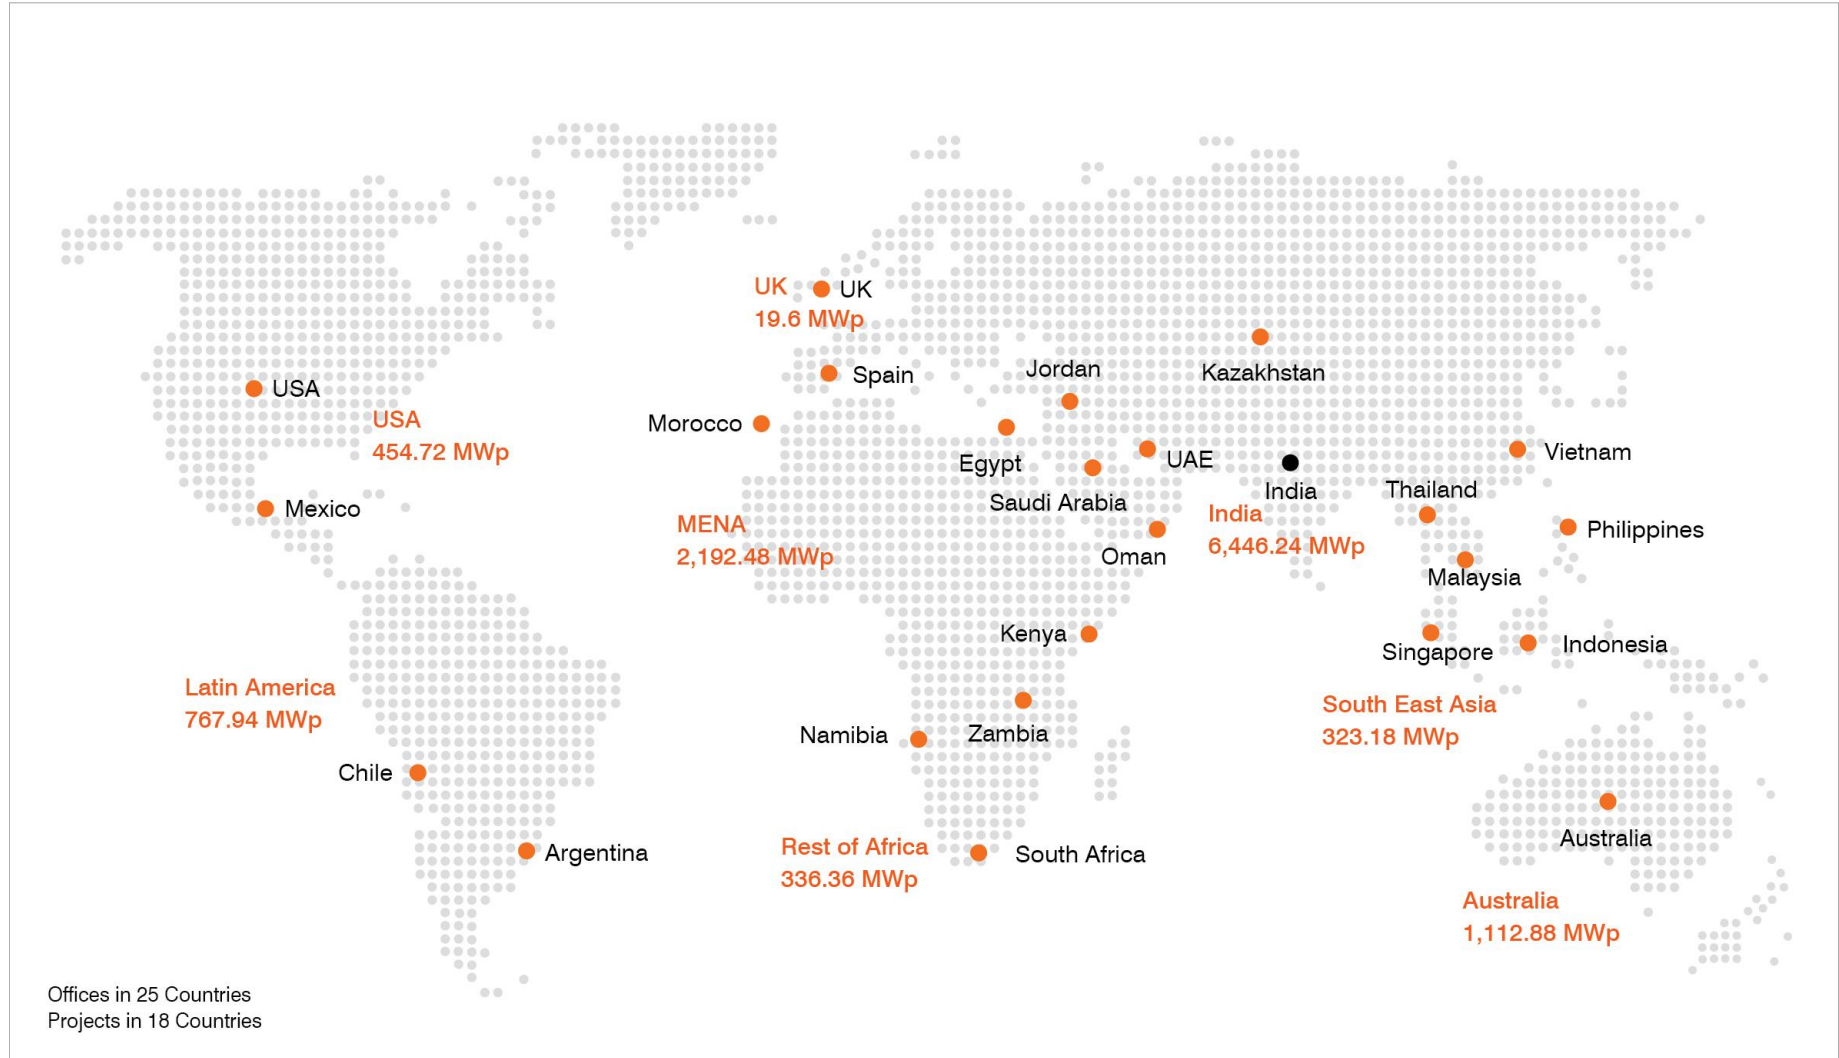 UK
19.6 MWp
UK
Spain
Jordan
Kazakhstan
USA
USA
454.72 MWp
Morocco
Egypt
UAE
Saudi Arabia
India
Vietnam
Thailand
Mexico
MENA
2,192.48 MWp
Oman
India
6,446.24 MWp
Philippines
Malaysia
Kenya
Singapore
Indonesia
Latin America
767.94 MWp
South East Asia
323.18 MWp
Namibia
Zambia
Chile
Argentina
Rest of Africa
336.36 MWp
South Africa
Australia
Australia
1,112.88 MWp
Offices in 25 Countries
Projects in 18 Countries